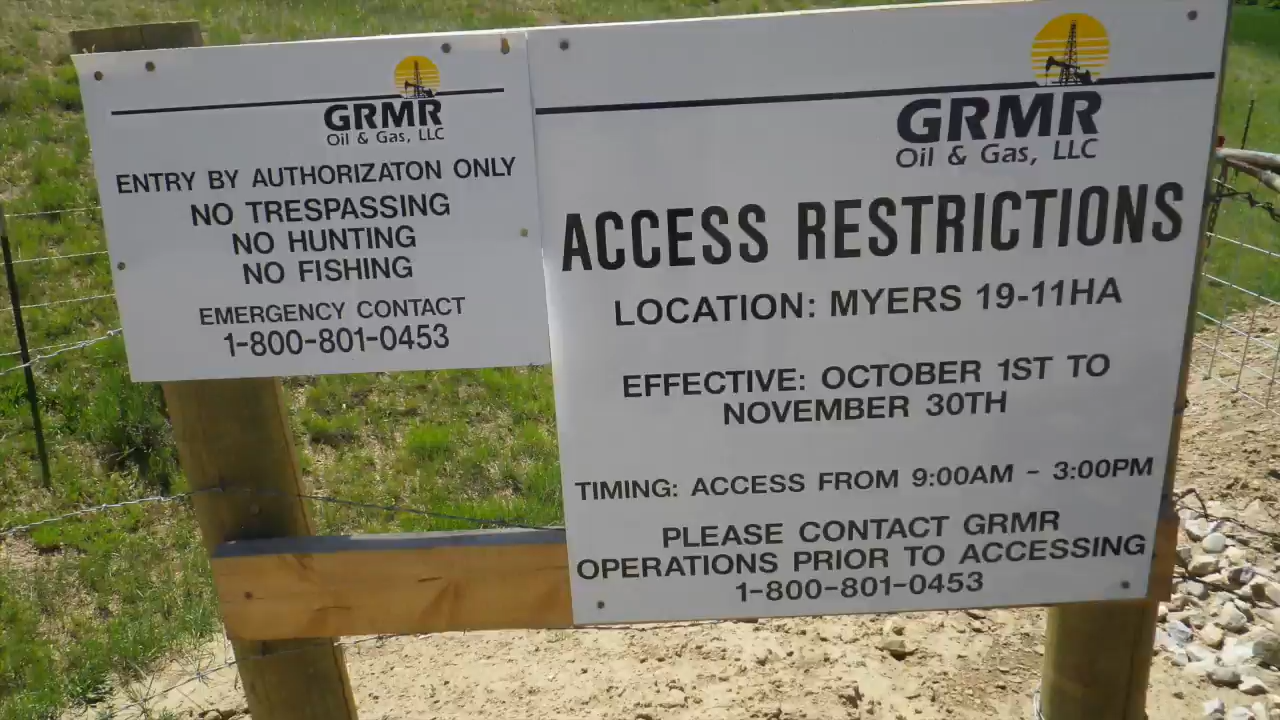 GRMR
Oil & Gas, LLC
ENTRY BY AUTHORIZATON ONLY
NO TRESPASSING
NO HUNTING
NO FISHING
EMERGENCY CONTACT
1-800-801-0453
GRMR
Oil & Gas, LLC
ACCESS RESTRICTIONS
LOCATION: MYERS 19-11HA
EFFECTIVE: OCTOBER 1ST TO
NOVEMBER 30TH
TIMING: ACCESS FROM 9:00AM - 3:00PM
PLEASE CONTACT GRMR
OPERATIONS PRIOR TO ACCESSING
1-800-801-0453